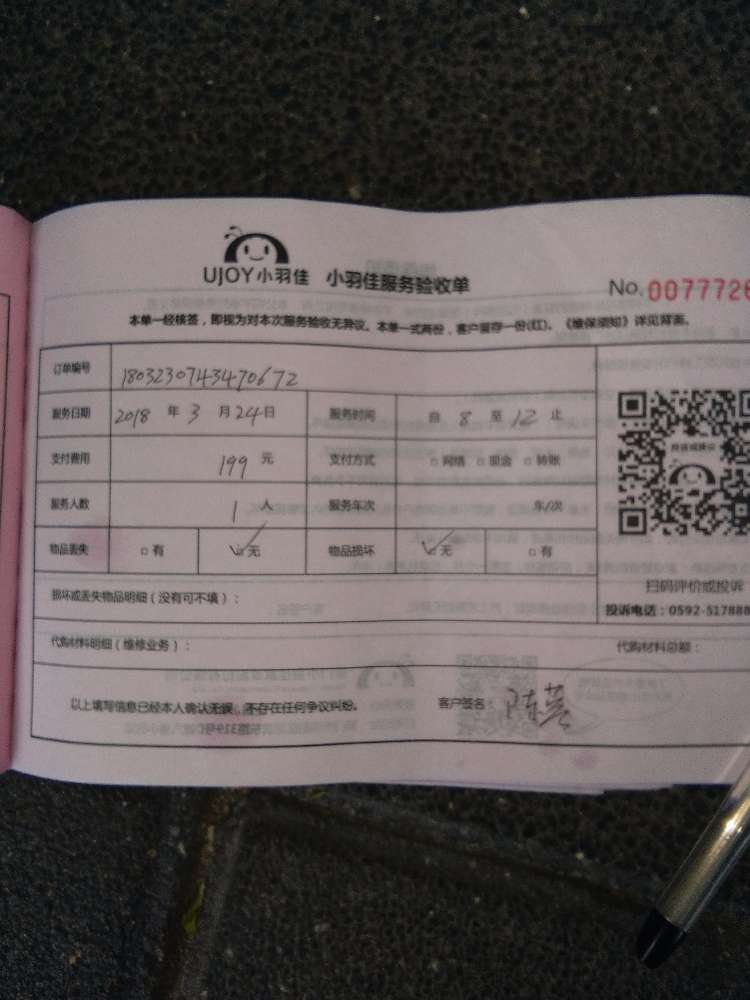 UJOY小羽佳 小羽佳服务验收单 No.0077726
本单一经核签，即视为对本次服务验收无异议。本单一式两份，客户留存一份(红)。《维保须知》详见背面。
订单编号 1803230743470672
服务日期 2018 年 3 月 24 日 服务时间 自 8 至 12 止
支付费用 199 元 支付方式 □ 网络 □ 现金 □ 转账
服务人数 1 人 服务车次 车/次
物品丢失 □ 有 ☑ 无 物品损坏 ☑ 无 □ 有
扫码评价或投诉
损坏或丢失物品明细（没有可不填）：
投诉电话：0592-517888
代购材料明细（维修业务）： 代购材料总额：
以上填写信息已经本人确认无误，不存在任何争议纠纷。 客户签名：